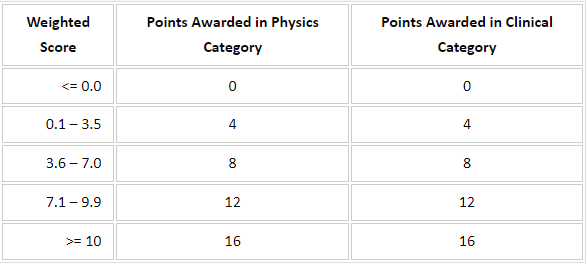 Weighted Score Points Awarded in Physics Category Points Awarded in Clinical Category
<= 0.0 0 0
0.1 – 3.5 4 4
3.6 – 7.0 8 8
7.1 – 9.9 12 12
>= 10 16 16